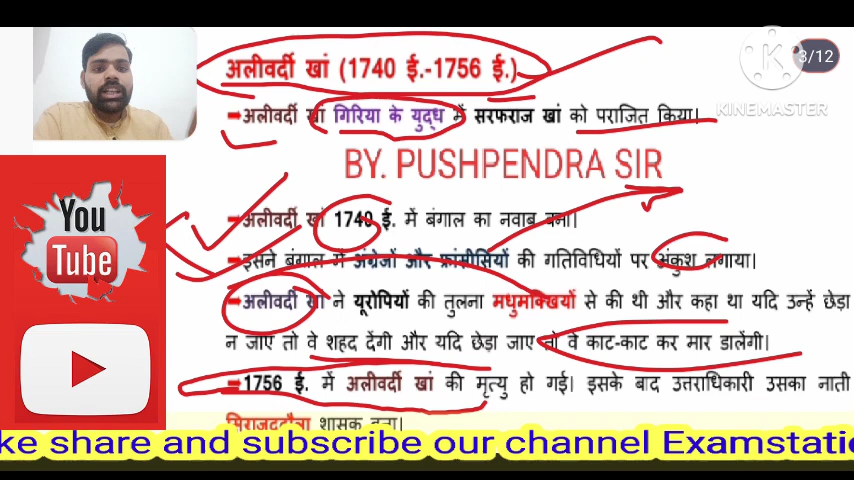 अलीवर्दी खां (1740 ई.-1756 ई.)
3/12
KINEMASTER
अलीवर्दी खां गिरिया के युद्ध में सरफराज खां को पराजित किया।
BY. PUSHPENDRA SIR
अलीवर्दी खां 1740 ई. में बंगाल का नवाब बना।
इसने बंगाल में अंग्रेजों और फ्रांसीसियों की गतिविधियों पर अंकुश लगाया।
अलीवर्दी खां ने यूरोपियों की तुलना मधुमक्खियों से की थी और कहा था यदि उन्हें छेड़ा
न जाए तो वे शहद देंगी और यदि छेड़ा जाए तो वे काट-काट कर मार डालेंगी।
1756 ई. में अलीवर्दी खां की मृत्यु हो गई। इसके बाद उत्तराधिकारी उसका नाती
सिराजुद्दौला शासक बना।
You
Tube
ke share and subscribe our channel Examstatio